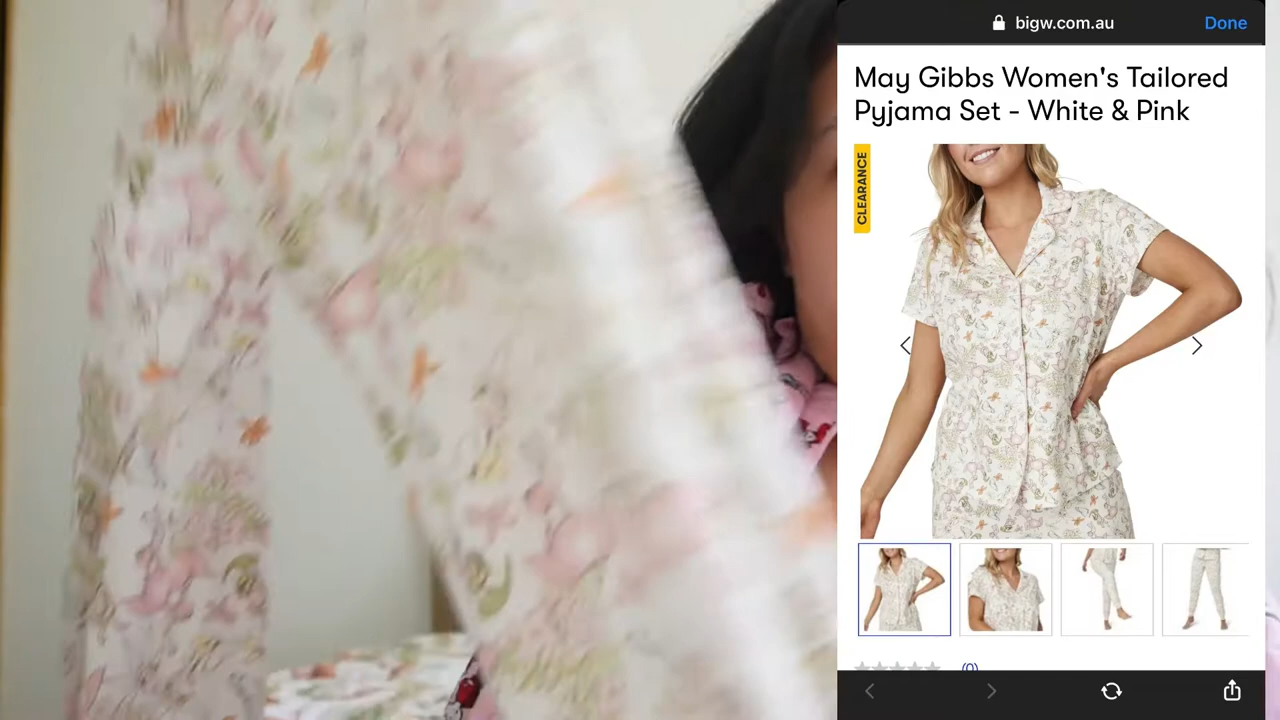 bigw.com.au
Done
May Gibbs Women's Tailored
Pyjama Set - White & Pink
CLEARANCE
(0)